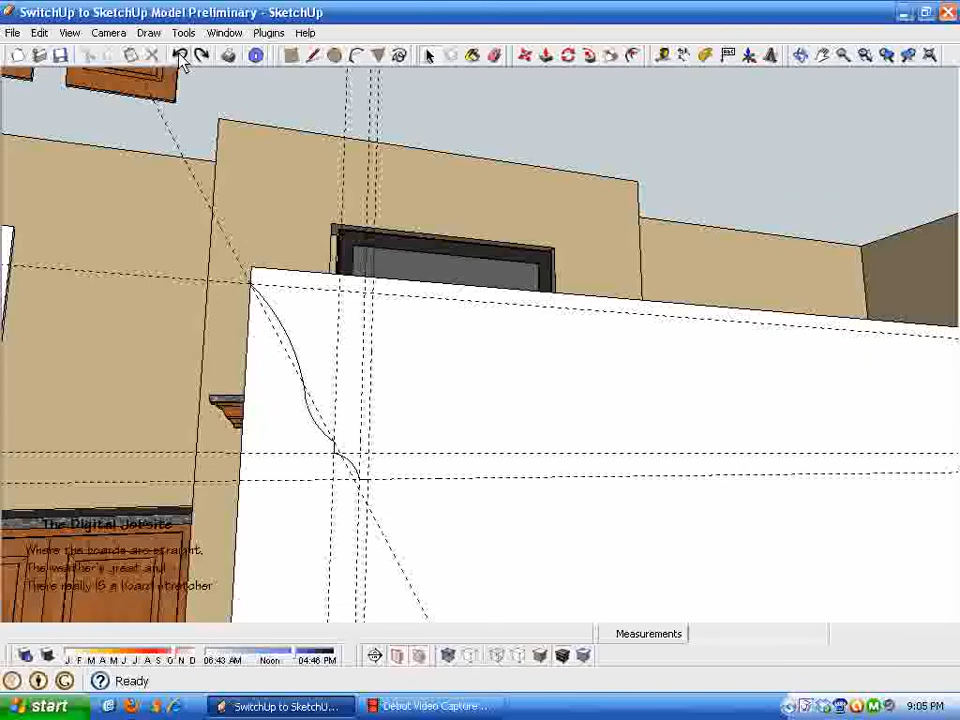 SwitchUp to SketchUp Model Preliminary - SketchUp
File Edit View Camera Draw Tools Window Plugins Help
The Digital Jobsite
Where the boards are straight,
The weather's great and
There really IS a board stretcher
Measurements
J F M A M J J A S O N D 06:43 AM Noon 04:46 PM
Ready
start SwitchUp to SketchU... Debut Video Capture ... 9:05 PM